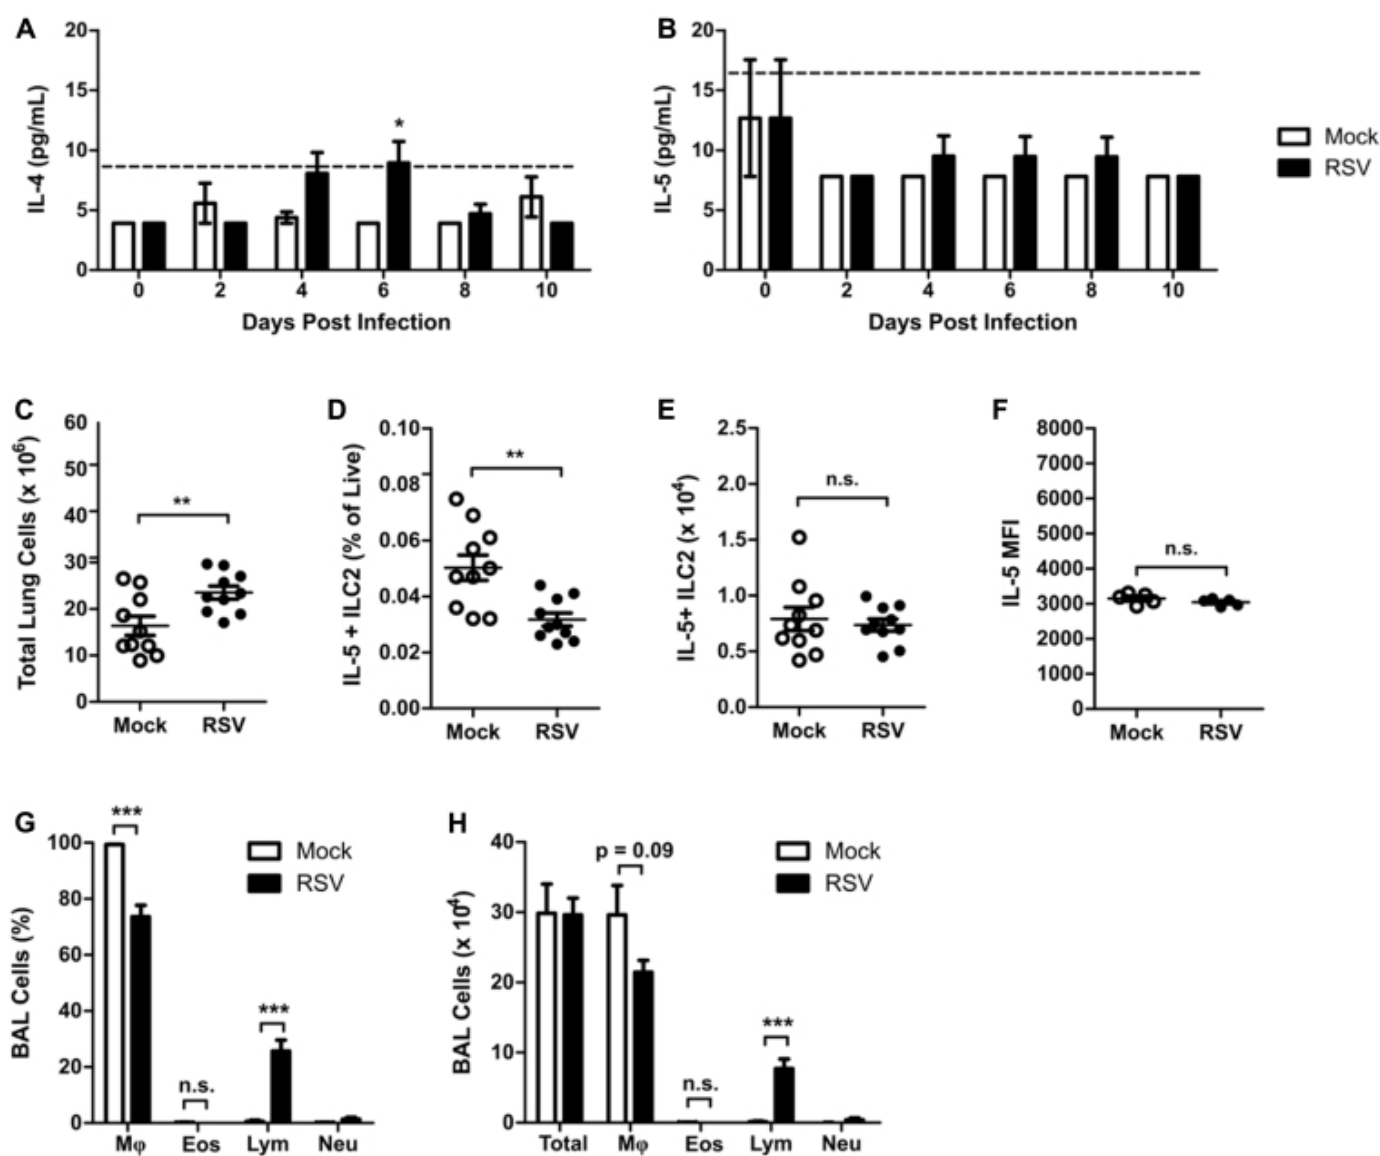 A
IL-4 (pg/mL)
20
15
10
5
0
*
0 2 4 6 8 10
Days Post Infection
B
IL-5 (pg/mL)
20
15
10
5
0
0 2 4 6 8 10
Days Post Infection
Mock
RSV
C
Total Lung Cells (x 10⁶)
60
50
40
30
20
10
0
**
Mock RSV
D
IL-5 + ILC2 (% of Live)
0.10
0.08
0.06
0.04
0.02
0.00
**
Mock RSV
E
IL-5+ ILC2 (x 10⁴)
2.5
2.0
1.5
1.0
0.5
0.0
n.s.
Mock RSV
F
IL-5 MFI
8000
7000
6000
5000
4000
3000
2000
1000
0
n.s.
Mock RSV
G
BAL Cells (%)
100
80
60
40
20
0
***
n.s.
***
Mφ Eos Lym Neu
Mock
RSV
H
BAL Cells (x 10⁴)
40
30
20
10
0
p = 0.09
n.s.
***
Total Mφ Eos Lym Neu
Mock
RSV